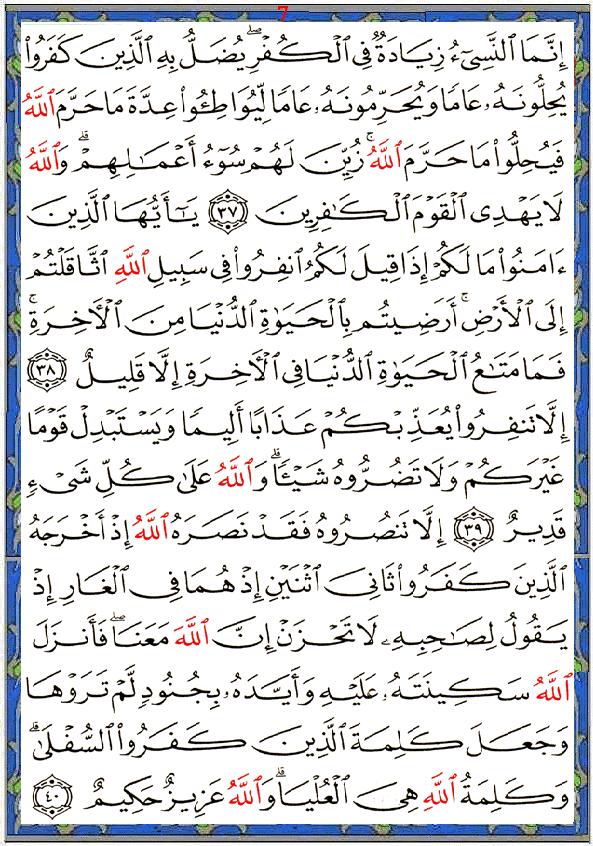 7
إِنَّمَا ٱلنَّسِىٓءُ زِيَادَةٌ فِى ٱلْكُفْرِ ۖ يُضَلُّ بِهِ ٱلَّذِينَ كَفَرُوا۟
يُحِلُّونَهُۥ عَامًا وَيُحَرِّمُونَهُۥ عَامًا لِّيُوَاطِـُٔوا۟ عِدَّةَ مَا حَرَّمَ ٱللَّهُ
فَيُحِلُّوا۟ مَا حَرَّمَ ٱللَّهُ ۚ زُيِّنَ لَهُمْ سُوٓءُ أَعْمَـٰلِهِمْ ۗ وَٱللَّهُ
لَا يَهْدِى ٱلْقَوْمَ ٱلْكَـٰفِرِينَ ٣٧ يَـٰٓأَيُّهَا ٱلَّذِينَ
ءَامَنُوا۟ مَا لَكُمْ إِذَا قِيلَ لَكُمُ ٱنفِرُوا۟ فِى سَبِيلِ ٱللَّهِ ٱثَّاقَلْتُمْ
إِلَى ٱلْأَرْضِ ۚ أَرَضِيتُم بِٱلْحَيَوٰةِ ٱلدُّنْيَا مِنَ ٱلْـَٔاخِرَةِ ۚ
فَمَا مَتَـٰعُ ٱلْحَيَوٰةِ ٱلدُّنْيَا فِى ٱلْـَٔاخِرَةِ إِلَّا قَلِيلٌ ٣٨
إِلَّا تَنفِرُوا۟ يُعَذِّبْكُمْ عَذَابًا أَلِيمًا وَيَسْتَبْدِلْ قَوْمًا
غَيْرَكُمْ وَلَا تَضُرُّوهُ شَيْـًٔا ۗ وَٱللَّهُ عَلَىٰ كُلِّ شَىْءٍ
قَدِيرٌ ٣٩ إِلَّا تَنصُرُوهُ فَقَدْ نَصَرَهُ ٱللَّهُ إِذْ أَخْرَجَهُ
ٱلَّذِينَ كَفَرُوا۟ ثَانِىَ ٱثْنَيْنِ إِذْ هُمَا فِى ٱلْغَارِ إِذْ
يَقُولُ لِصَـٰحِبِهِۦ لَا تَحْزَنْ إِنَّ ٱللَّهَ مَعَنَا ۖ فَأَنزَلَ
ٱللَّهُ سَكِينَتَهُۥ عَلَيْهِ وَأَيَّدَهُۥ بِجُنُودٍ لَّمْ تَرَوْهَا
وَجَعَلَ كَلِمَةَ ٱلَّذِينَ كَفَرُوا۟ ٱلسُّفْلَىٰ ۗ
وَكَلِمَةُ ٱللَّهِ هِىَ ٱلْعُلْيَا ۗ وَٱللَّهُ عَزِيزٌ حَكِيمٌ ٤٠